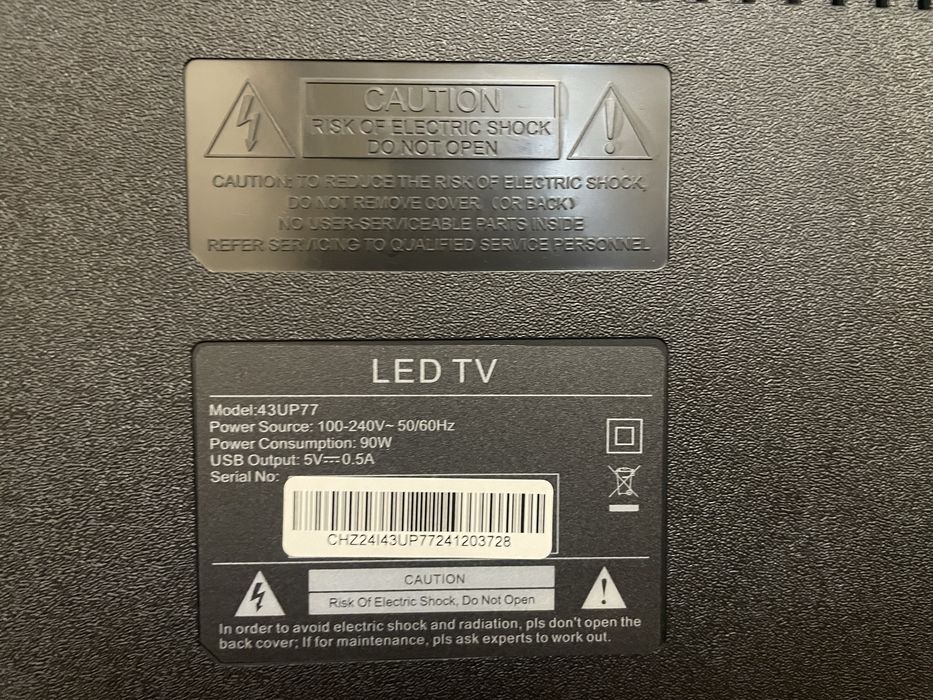 CAUTION
RISK OF ELECTRIC SHOCK
DO NOT OPEN
CAUTION: TO REDUCE THE RISK OF ELECTRIC SHOCK,
DO NOT REMOVE COVER. (OR BACK)
NO USER-SERVICEABLE PARTS INSIDE
REFER SERVICING TO QUALIFIED SERVICE PERSONNEL
LED TV
Model:43UP77
Power Source: 100-240V~ 50/60Hz
Power Consumption: 90W
USB Output: 5V⎓0.5A
Serial No:
CHZ24I43UP77241203728
CAUTION
Risk Of Electric Shock, Do Not Open
In order to avoid electric shock and radiation, pls don't open the
back cover; If for maintenance, pls ask experts to work out.